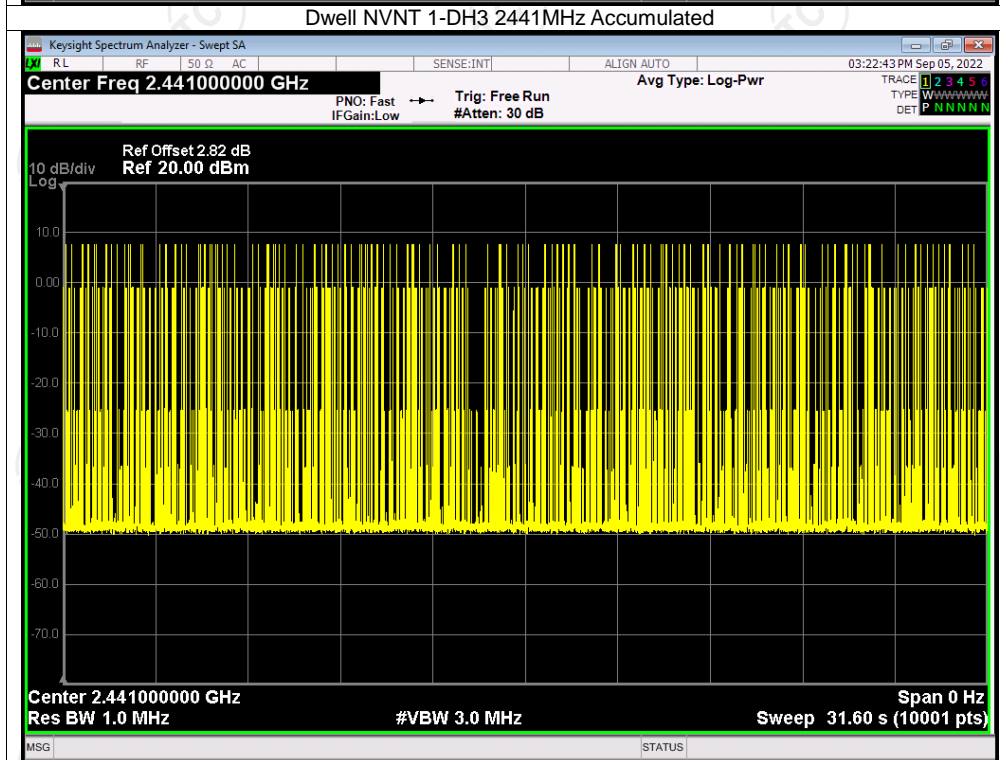 Dwell NVNT 1-DH3 2441MHz Accumulated
Keysight Spectrum Analyzer - Swept SA
LXI RL RF 50 Ω AC SENSE:INT ALIGN AUTO 03:22:43 PM Sep 05, 2022
Center Freq 2.441000000 GHz Avg Type: Log-Pwr TRACE 1 2 3 4 5 6
PNO: Fast Trig: Free Run TYPE WWWWWW
IFGain:Low #Atten: 30 dB DET P N N N N N
Ref Offset 2.82 dB
10 dB/div Ref 20.00 dBm
Log
10.0
0.00
-10.0
-20.0
-30.0
-40.0
-50.0
-60.0
-70.0
Center 2.441000000 GHz Span 0 Hz
Res BW 1.0 MHz #VBW 3.0 MHz Sweep 31.60 s (10001 pts)
MSG STATUS